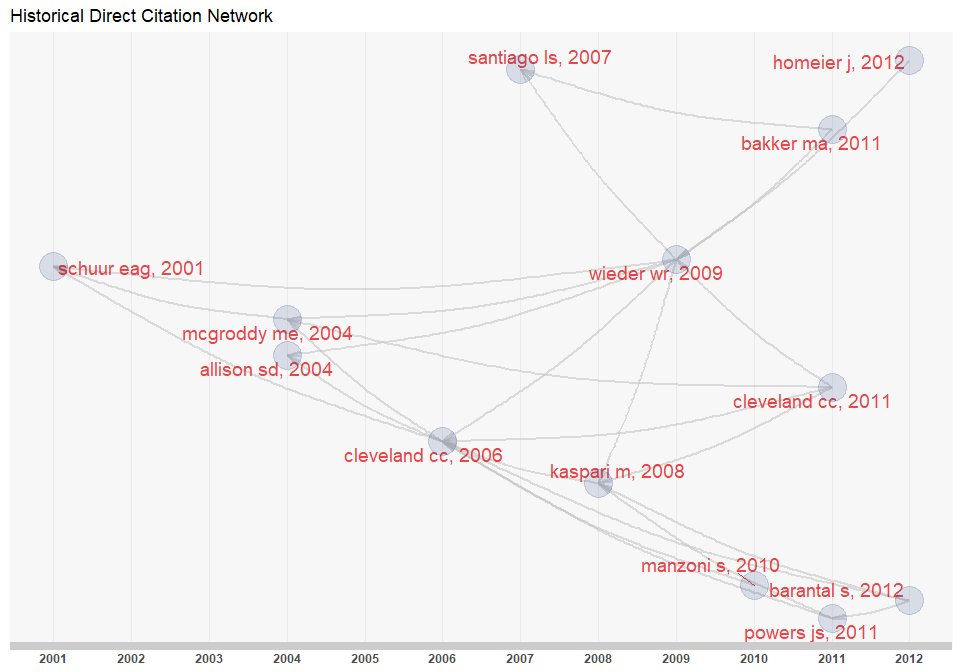 Historical Direct Citation Network
santiago ls, 2007
homeier j, 2012
bakker ma, 2011
schuur eag, 2001
wieder wr, 2009
mcgroddy me, 2004
allison sd, 2004
cleveland cc, 2011
cleveland cc, 2006
kaspari m, 2008
manzoni s, 2010
barantal s, 2012
powers js, 2011
2001 2002 2003 2004 2005 2006 2007 2008 2009 2010 2011 2012